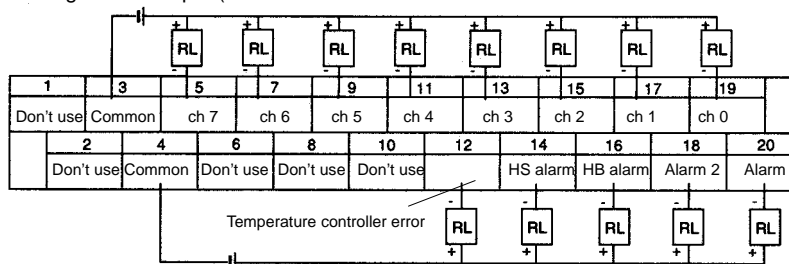 + + + + + + + +
RL RL RL RL RL RL RL RL
- - - - - - - -
1 3 5 7 9 11 13 15 17 19
Don't use Common ch 7 ch 6 ch 5 ch 4 ch 3 ch 2 ch 1 ch 0
2 4 6 8 10 12 14 16 18 20
Don't use Common Don't use Don't use Don't use HS alarm HB alarm Alarm 2 Alarm
Temperature controller error
- - - - -
RL RL RL RL RL
+ + + + +